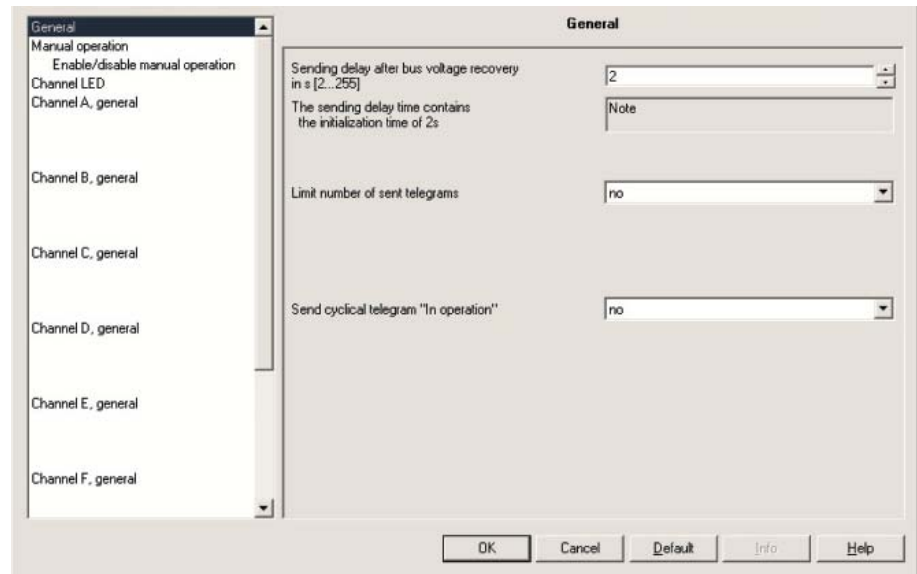 General
Manual operation
Enable/disable manual operation
Channel LED
Channel A, general
Channel B, general
Channel C, general
Channel D, general
Channel E, general
Channel F, general
General
Sending delay after bus voltage recovery
in s [2...255]
2
The sending delay time contains
the initialization time of 2s
Note
Limit number of sent telegrams
no
Send cyclical telegram "In operation"
no
OK
Cancel
Default
Info
Help